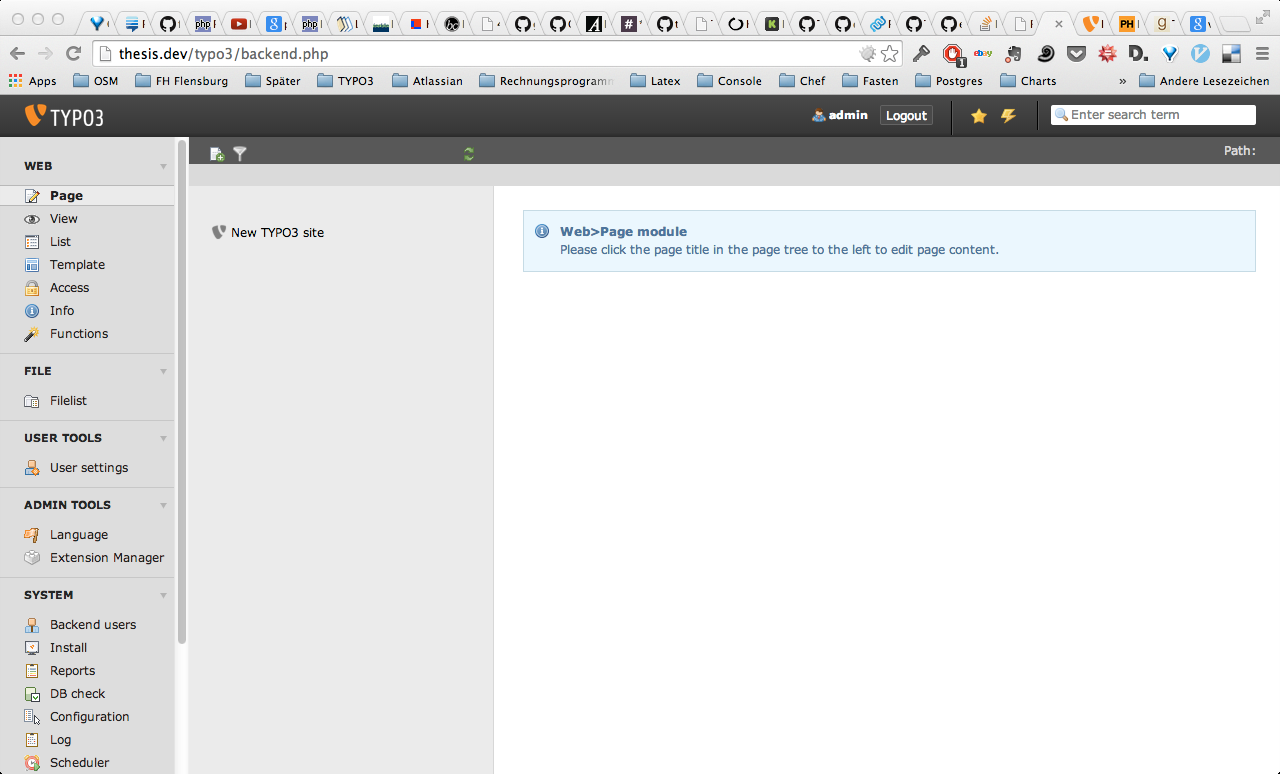 thesis.dev/typo3/backend.php
Apps OSM FH Flensburg Später TYPO3 Atlassian Rechnungsprogramm Latex Console Chef Fasten Postgres Charts » Andere Lesezeichen
TYPO3 admin Logout Enter search term
Path:
WEB
Page
View
List
Template
Access
Info
Functions
FILE
Filelist
USER TOOLS
User settings
ADMIN TOOLS
Language
Extension Manager
SYSTEM
Backend users
Install
Reports
DB check
Configuration
Log
Scheduler
New TYPO3 site
Web>Page module
Please click the page title in the page tree to the left to edit page content.